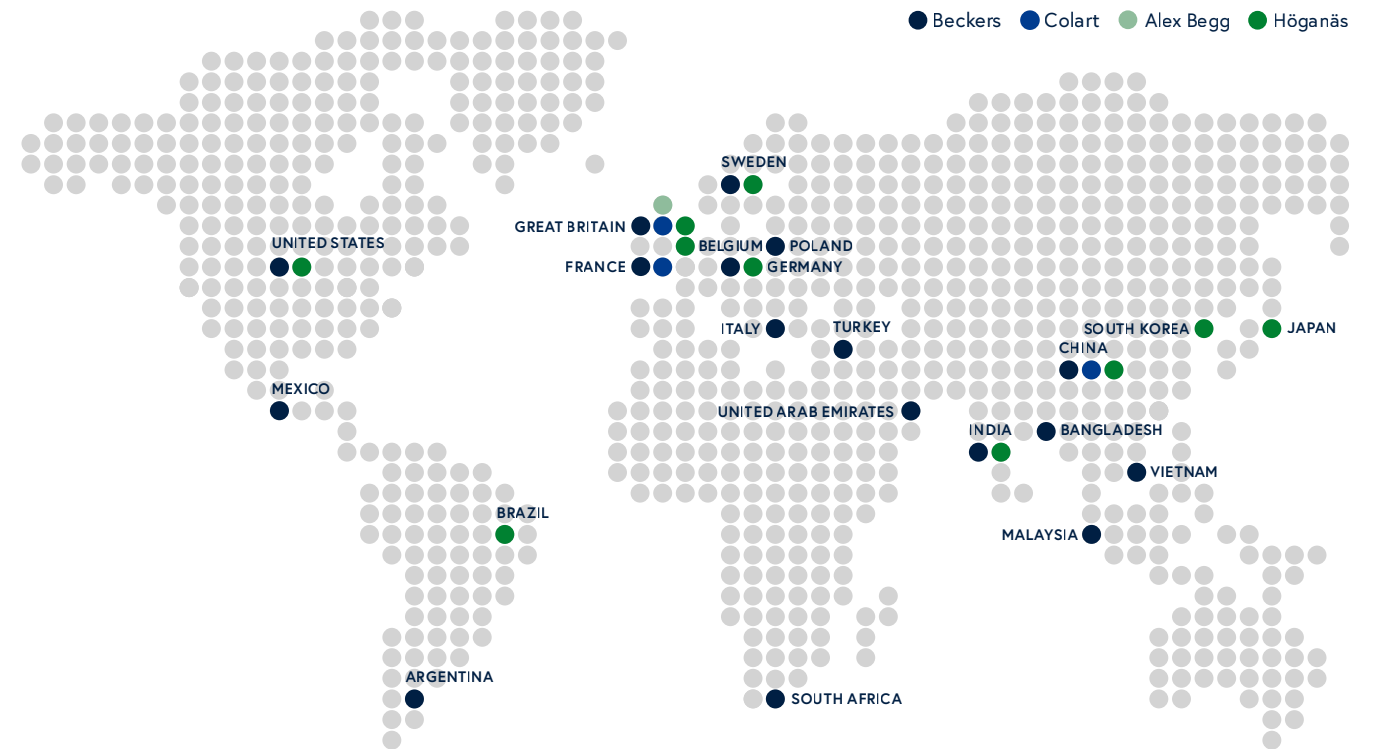 Beckers Colart Alex Begg Höganäs
SWEDEN
GREAT BRITAIN
UNITED STATES
BELGIUM POLAND
FRANCE GERMANY
ITALY TURKEY SOUTH KOREA JAPAN
CHINA
MEXICO
UNITED ARAB EMIRATES
INDIA BANGLADESH
VIETNAM
BRAZIL
MALAYSIA
ARGENTINA
SOUTH AFRICA